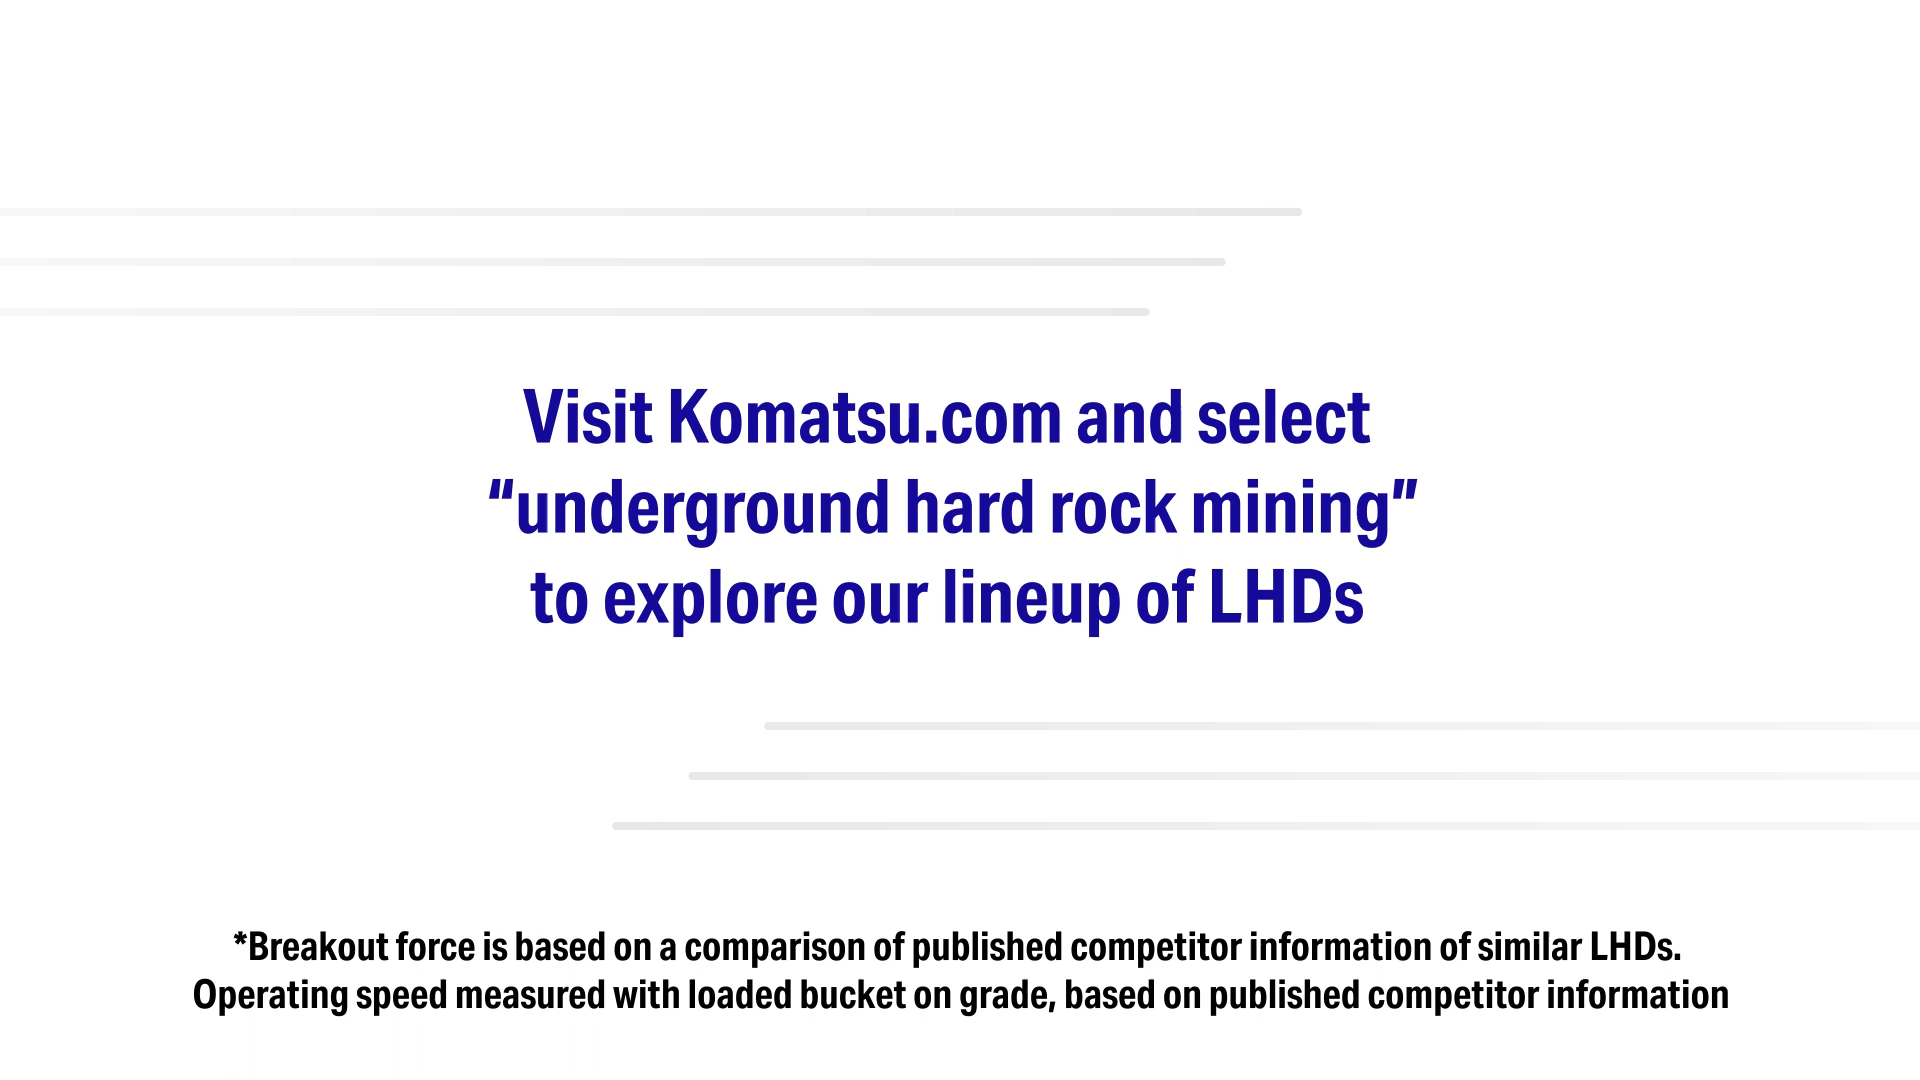 Visit Komatsu.com and select
“underground hard rock mining”
to explore our lineup of LHDs
*Breakout force is based on a comparison of published competitor information of similar LHDs.
Operating speed measured with loaded bucket on grade, based on published competitor information